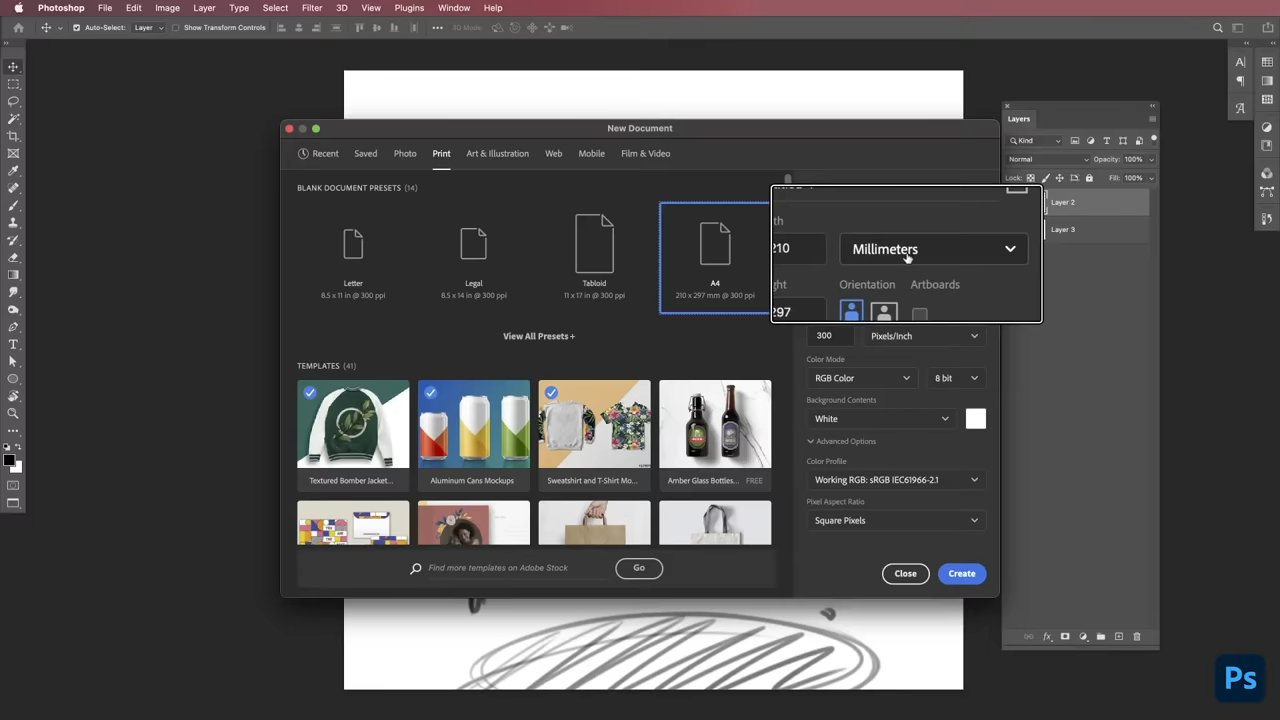 Photoshop File Edit Image Layer Type Select Filter 3D View Plugins Window Help
Auto-Select: Layer Show Transform Controls 3D Mode:
New Document
Recent Saved Photo Print Art & Illustration Web Mobile Film & Video
BLANK DOCUMENT PRESETS (14)
Letter
8.5 x 11 in @ 300 ppi
Legal
8.5 x 14 in @ 300 ppi
Tabloid
11 x 17 in @ 300 ppi
A4
210 x 297 mm @ 300 ppi
View All Presets +
TEMPLATES (41)
Textured Bomber Jacket...
Aluminum Cans Mockups
Sweatshirt and T-Shirt Mo...
Amber Glass Bottles... FREE
Find more templates on Adobe Stock
Go
210 Millimeters
Orientation Artboards
297
300 Pixels/Inch
Color Mode
RGB Color 8 bit
Background Contents
White
Advanced Options
Color Profile
Working RGB: sRGB IEC61966-2.1
Pixel Aspect Ratio
Square Pixels
Close Create
Layers
Kind
Normal Opacity: 100%
Lock: Fill: 100%
Layer 2
Layer 3
fx
Ps